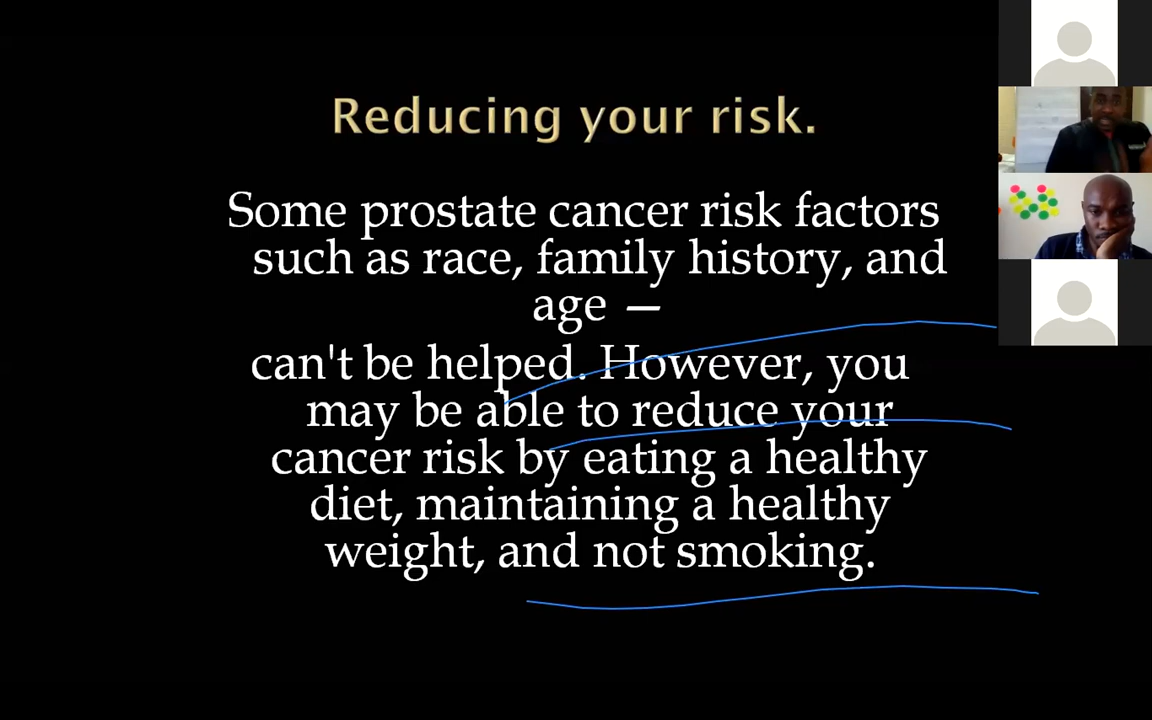 Reducing your risk.
Some prostate cancer risk factors
such as race, family history, and
age —
can't be helped. However, you
may be able to reduce your
cancer risk by eating a healthy
diet, maintaining a healthy
weight, and not smoking.